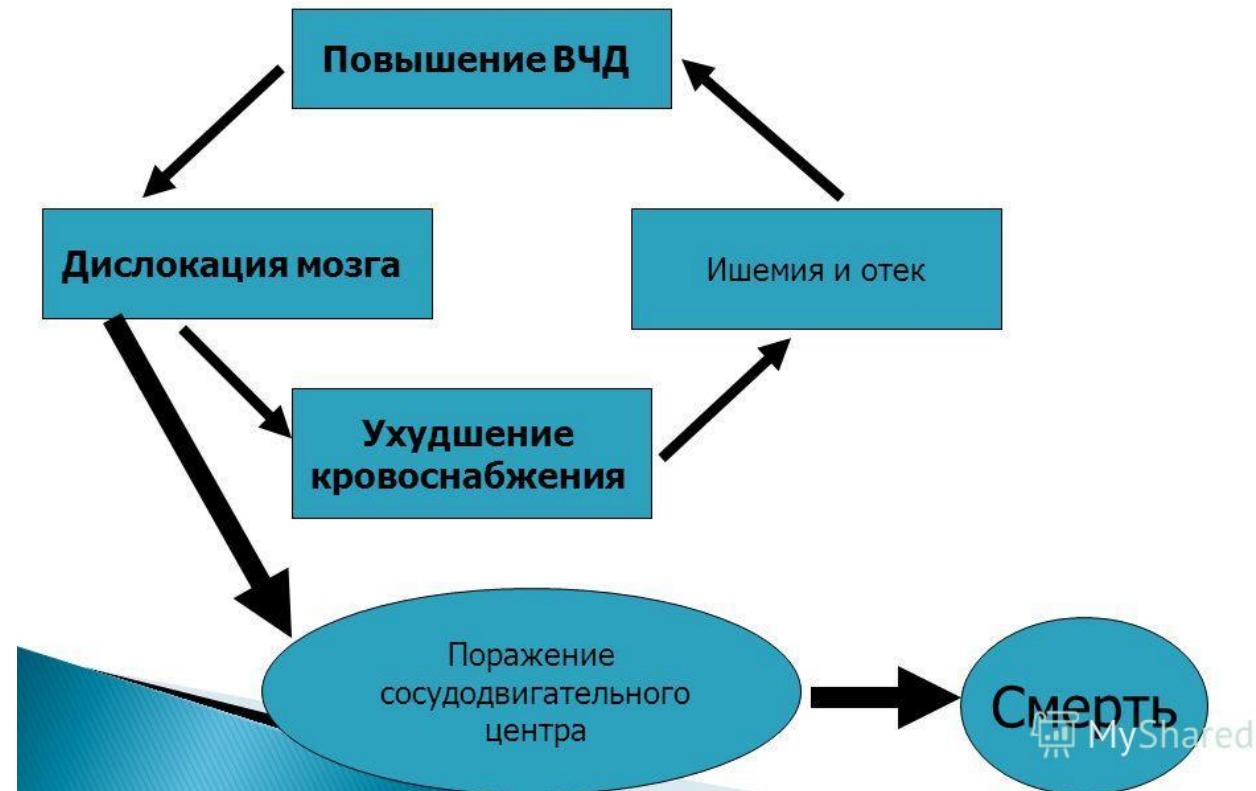 Повышение ВЧД
Дислокация мозга
Ишемия и отек
Ухудшение
кровоснабжения
Поражение
сосудодвигательного
центра
Смерть
MyShared